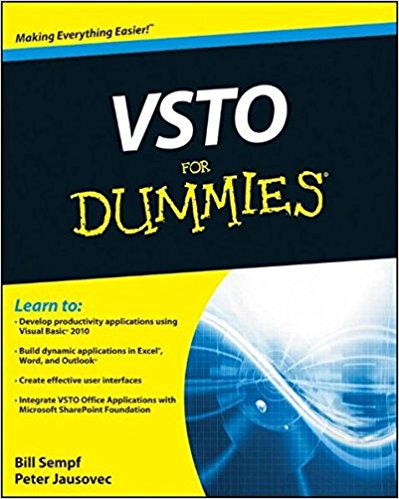 Making Everything Easier!™
VSTO
FOR
DUMMIES®
Learn to:
• Develop productivity applications using
Visual Basic® 2010
• Build dynamic applications in Excel®,
Word, and Outlook®
• Create effective user interfaces
• Integrate VSTO Office Applications with
Microsoft SharePoint Foundation
Bill Sempf
Peter Jausovec